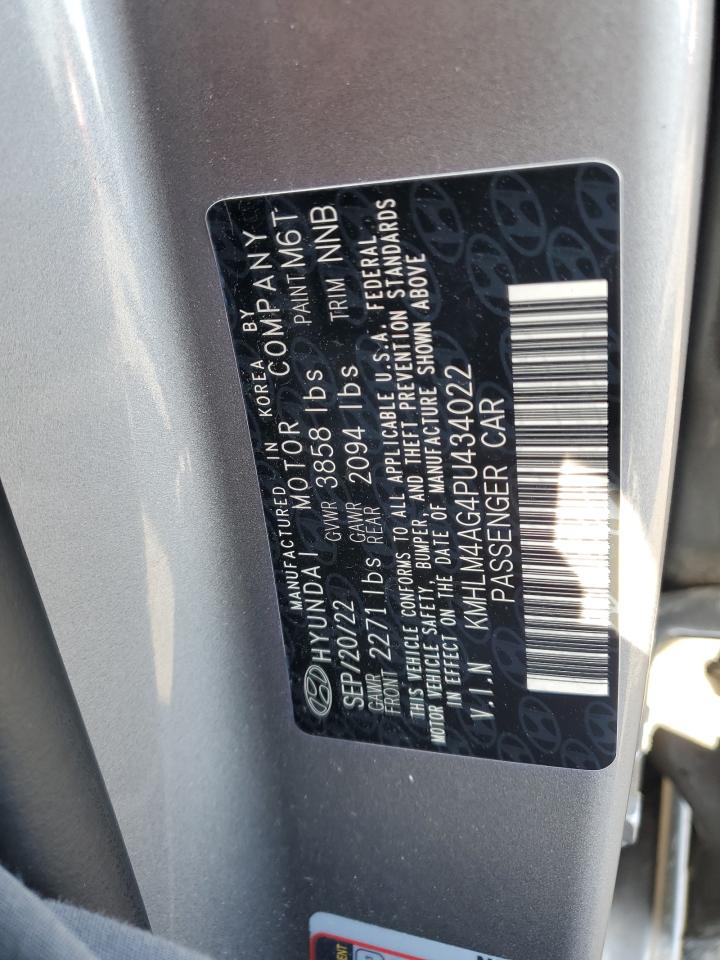 MANUFACTURED IN KOREA BY
HYUNDAI MOTOR COMPANY
SEP/20/22 GVWR 3858 lbs PAINT M6T
GAWR FRONT 2271 lbs GAWR REAR 2094 lbs TRIM NNB
THIS VEHICLE CONFORMS TO ALL APPLICABLE U.S.A. FEDERAL
MOTOR VEHICLE SAFETY, BUMPER, AND THEFT PREVENTION STANDARDS
IN EFFECT ON THE DATE OF MANUFACTURE SHOWN ABOVE
V.I.N KMHLM4AG4PU434022
PASSENGER CAR